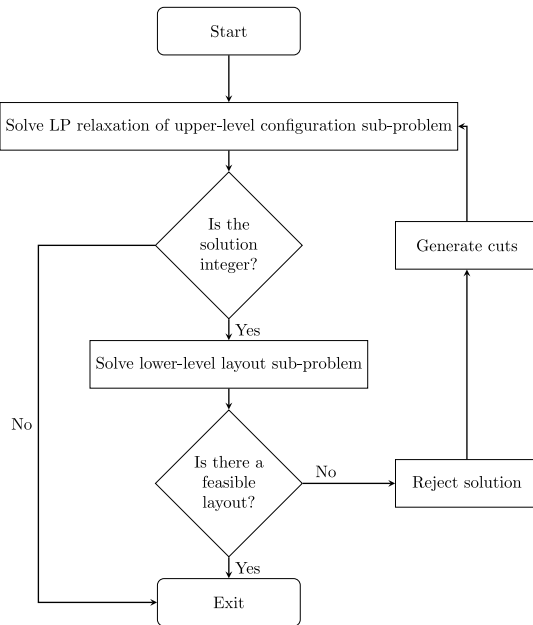 Start
Solve LP relaxation of upper-level configuration sub-problem
Is the
solution
integer?
Generate cuts
Yes
Solve lower-level layout sub-problem
No
Is there a
feasible
layout?
No
Reject solution
Yes
Exit